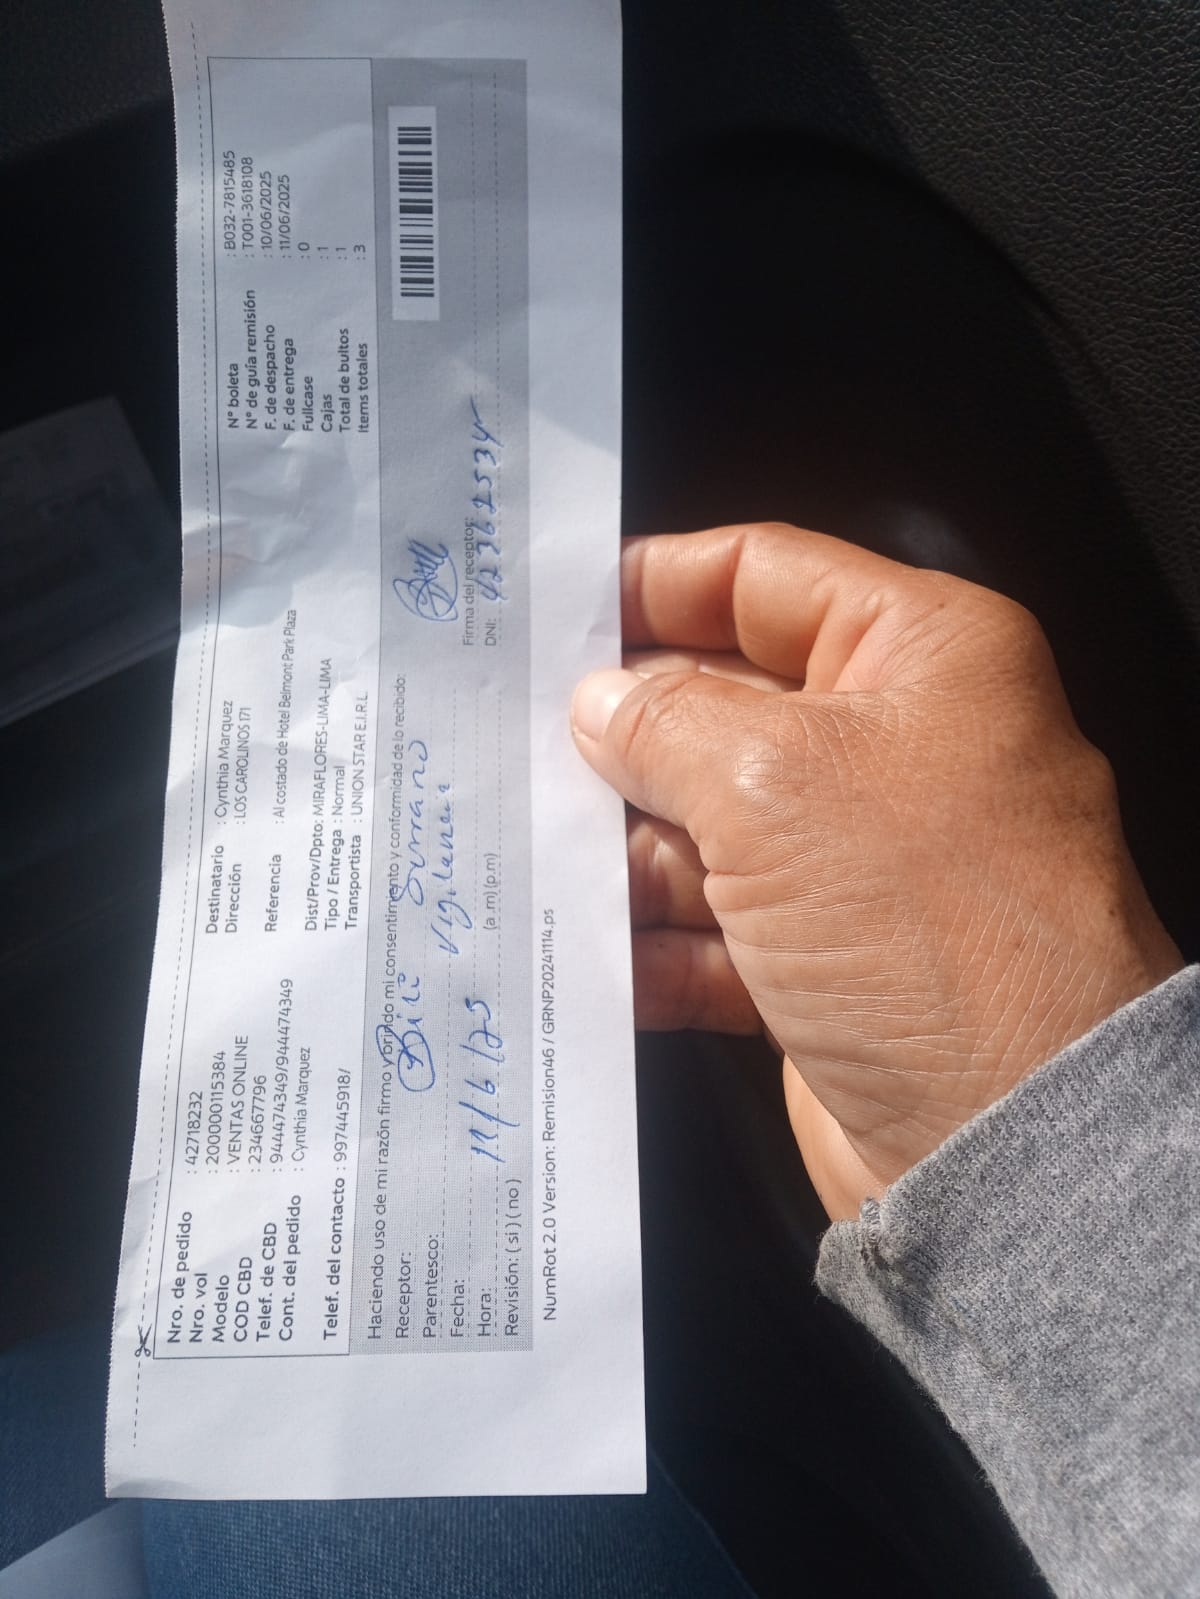 Nro. de pedido : 42718232
Nro. vol : 200000115384
Modelo : VENTAS ONLINE
COD CBD : 234667796
Telef. de CBD : 944474349/944474349
Cont. del pedido : Cynthia Marquez
Telef. del contacto : 997445918/
Destinatario : Cynthia Marquez
Dirección : LOS CAROLINOS 171
Referencia : Al costado de Hotel Belmont Park Plaza
Dist/Prov/Dpto: MIRAFLORES-LIMA-LIMA
Tipo / Entrega : Normal
Transportista : UNION STAR E.I.R.L
N° boleta : B032-7815485
N° de guía remisión : T001-3618108
F. de despacho : 10/06/2025
F. de entrega : 11/06/2025
Fullcase : 0
Cajas : 1
Total de bultos : 1
Items totales : 3
Haciendo uso de mi razón firmo y brindo mi consentimiento y conformidad de lo recibido:
Receptor: Serrano
Parentesco: Vigilancia
Fecha: 11/6/25
Hora: (a.m)(p.m)
Revisión: ( si ) ( no )
Firma del receptor:
DNI:
NumRot 2.0 Version: Remision46 / GRNP20241114.ps